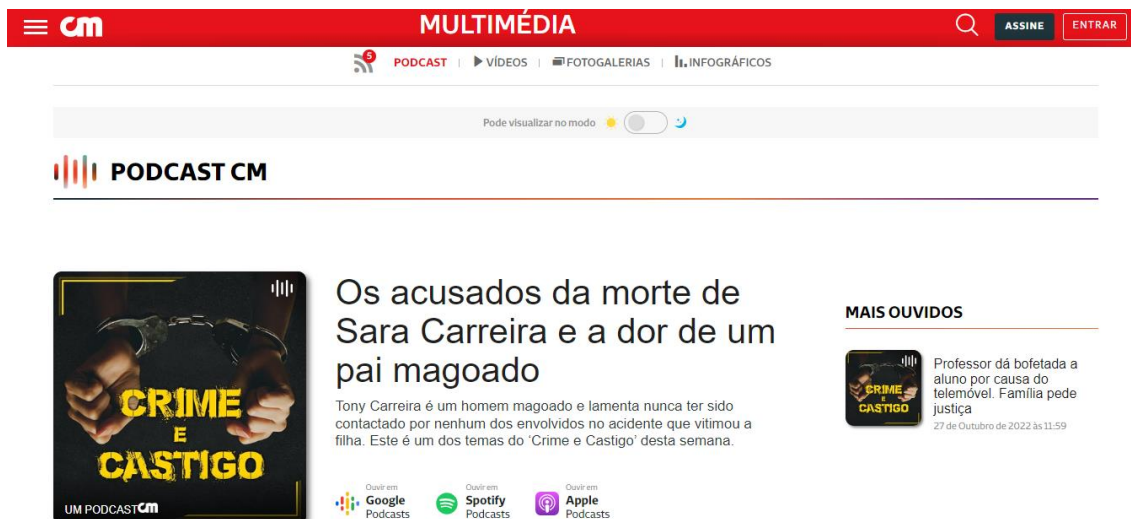 cm
MULTIMÉDIA
ASSINE
ENTRAR
5
PODCAST
VÍDEOS
FOTOGALERIAS
INFOGRÁFICOS
Pode visualizar no modo
PODCAST CM
CRIME
E
CASTIGO
UM PODCAST CM
Os acusados da morte de
Sara Carreira e a dor de um
pai magoado
Tony Carreira é um homem magoado e lamenta nunca ter sido
contactado por nenhum dos envolvidos no acidente que vitimou a
filha. Este é um dos temas do 'Crime e Castigo' desta semana.
Ouvir em
Google
Podcasts
Ouvir em
Spotify
Podcasts
Ouvir em
Apple
Podcasts
MAIS OUVIDOS
CRIME
E
CASTIGO
Professor dá bofetada a
aluno por causa do
telemóvel. Família pede
justiça
27 de Outubro de 2022 às 11:59